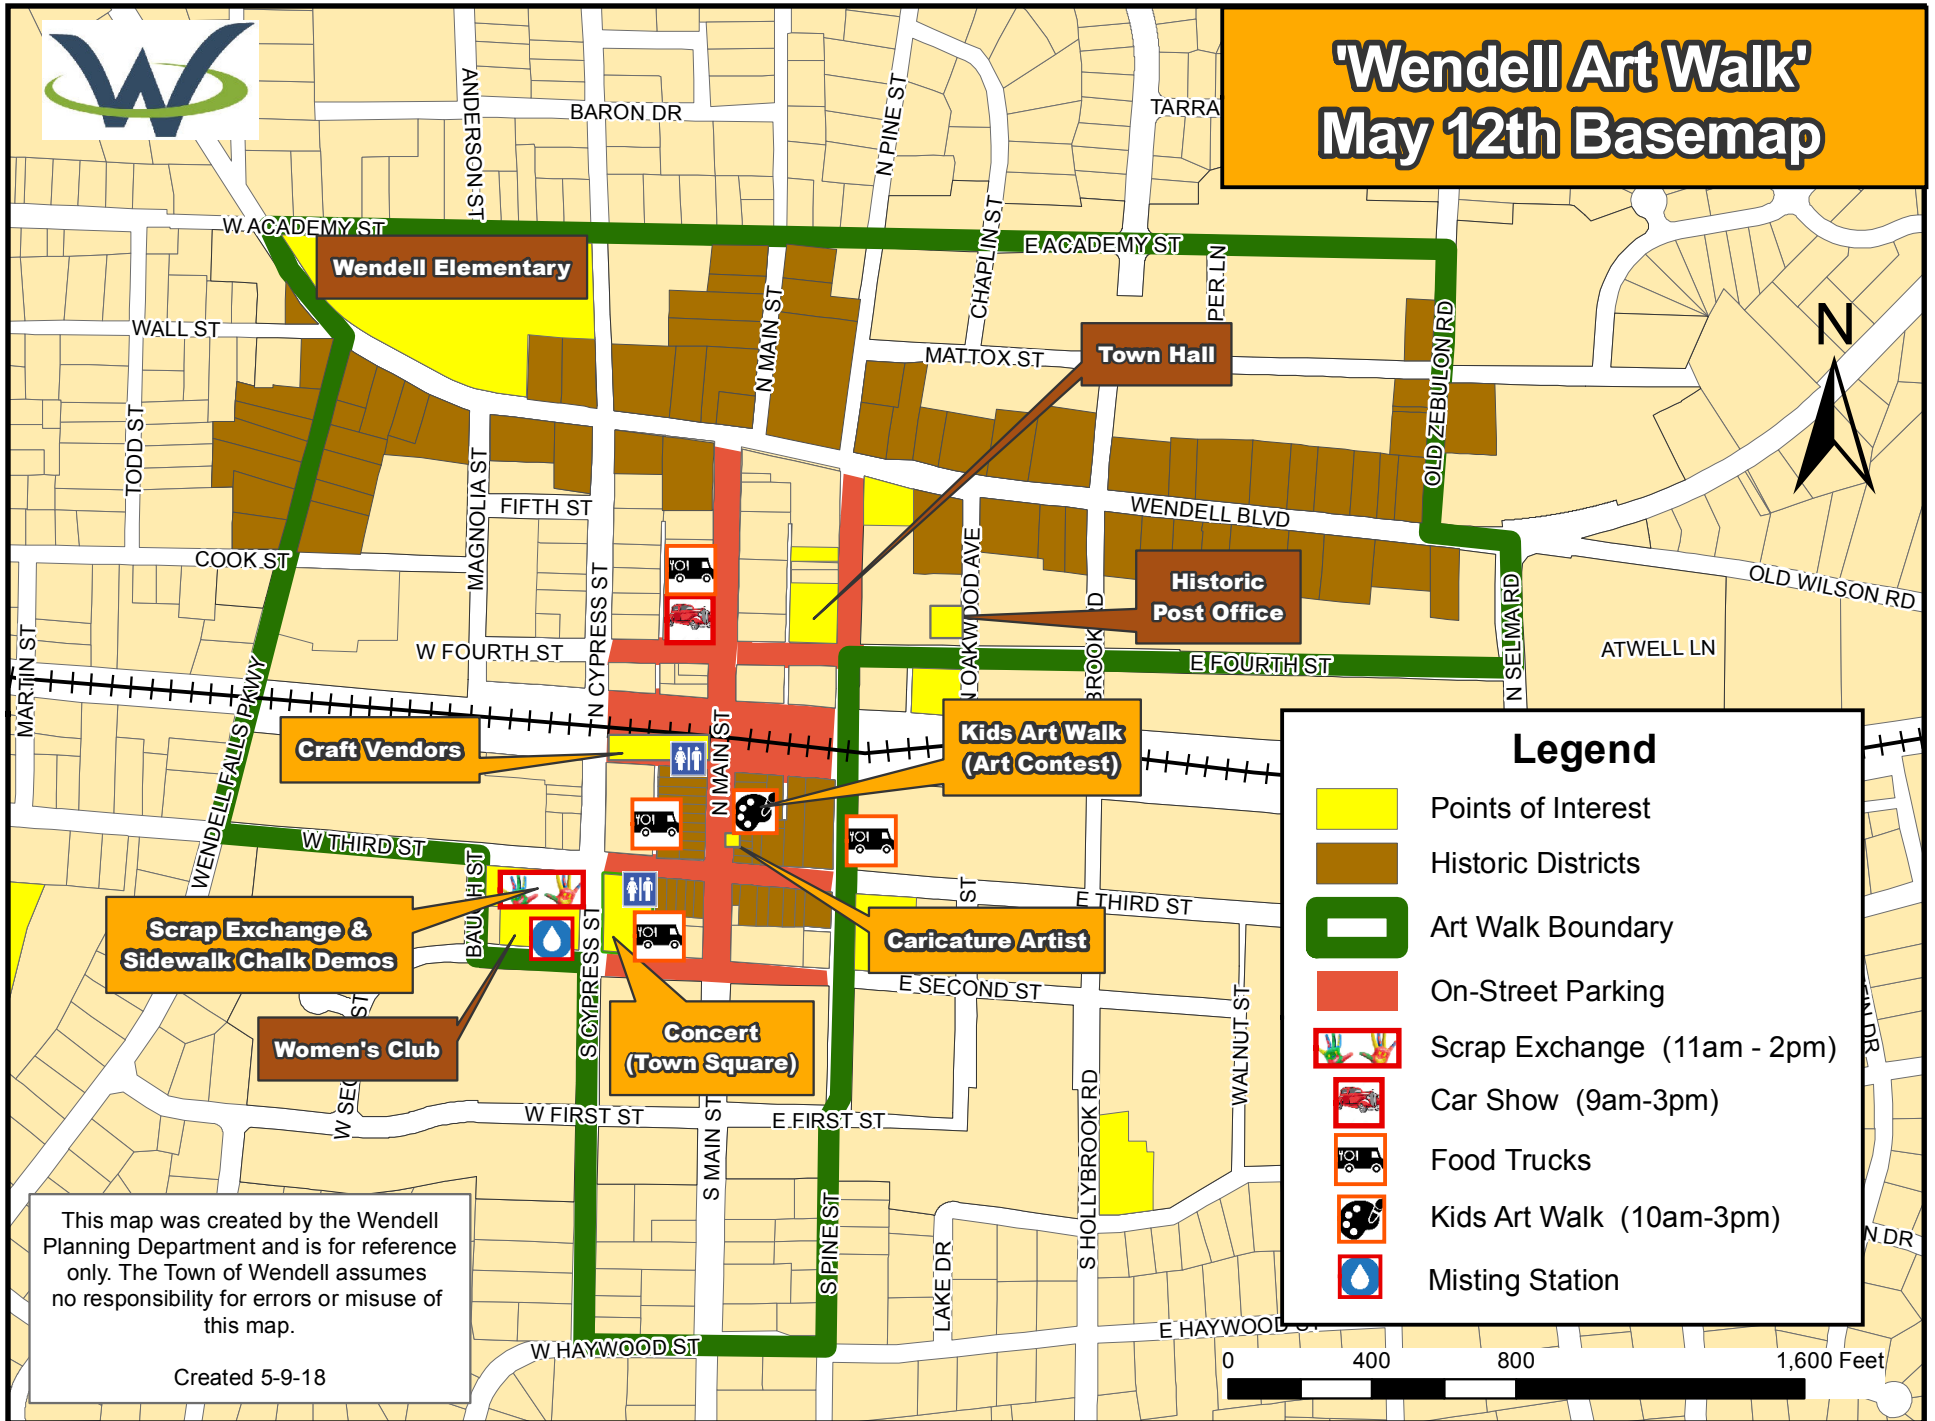 'Wendell Art Walk'
May 12th Basemap
W
ANDERSON ST
BARON DR
N PINE ST
TARRA
W ACADEMY ST
CHAPLIN ST
E ACADEMY ST
PER LN
Wendell Elementary
WALL ST
N MAIN ST
MATTOX ST
Town Hall
OLD ZEBULON RD
N
TODD ST
MAGNOLIA ST
FIFTH ST
WENDELL BLVD
COOK ST
N CYPRESS ST
N OAKWOOD AVE
BROOK RD
Historic
Post Office
OLD WILSON RD
N SELMA RD
MARTIN ST
W FOURTH ST
E FOURTH ST
ATWELL LN
WENDELL FALLS PKWY
Craft Vendors
N MAIN ST
Kids Art Walk
(Art Contest)
W THIRD ST
BAUGH ST
Scrap Exchange &
Sidewalk Chalk Demos
S CYPRESS ST
ST
E THIRD ST
Caricature Artist
E SECOND ST
Women's Club
Concert
(Town Square)
WALNUT ST
W SEC
ST
W FIRST ST
S MAIN ST
E FIRST ST
S HOLLYBROOK RD
S PINE ST
LAKE DR
W HAYWOOD ST
E HAYWOOD ST
N DR
Legend
Points of Interest
Historic Districts
Art Walk Boundary
On-Street Parking
Scrap Exchange (11am - 2pm)
Car Show (9am-3pm)
Food Trucks
Kids Art Walk (10am-3pm)
Misting Station
0 400 800 1,600 Feet
This map was created by the Wendell
Planning Department and is for reference
only. The Town of Wendell assumes
no responsibility for errors or misuse of
this map.
Created 5-9-18